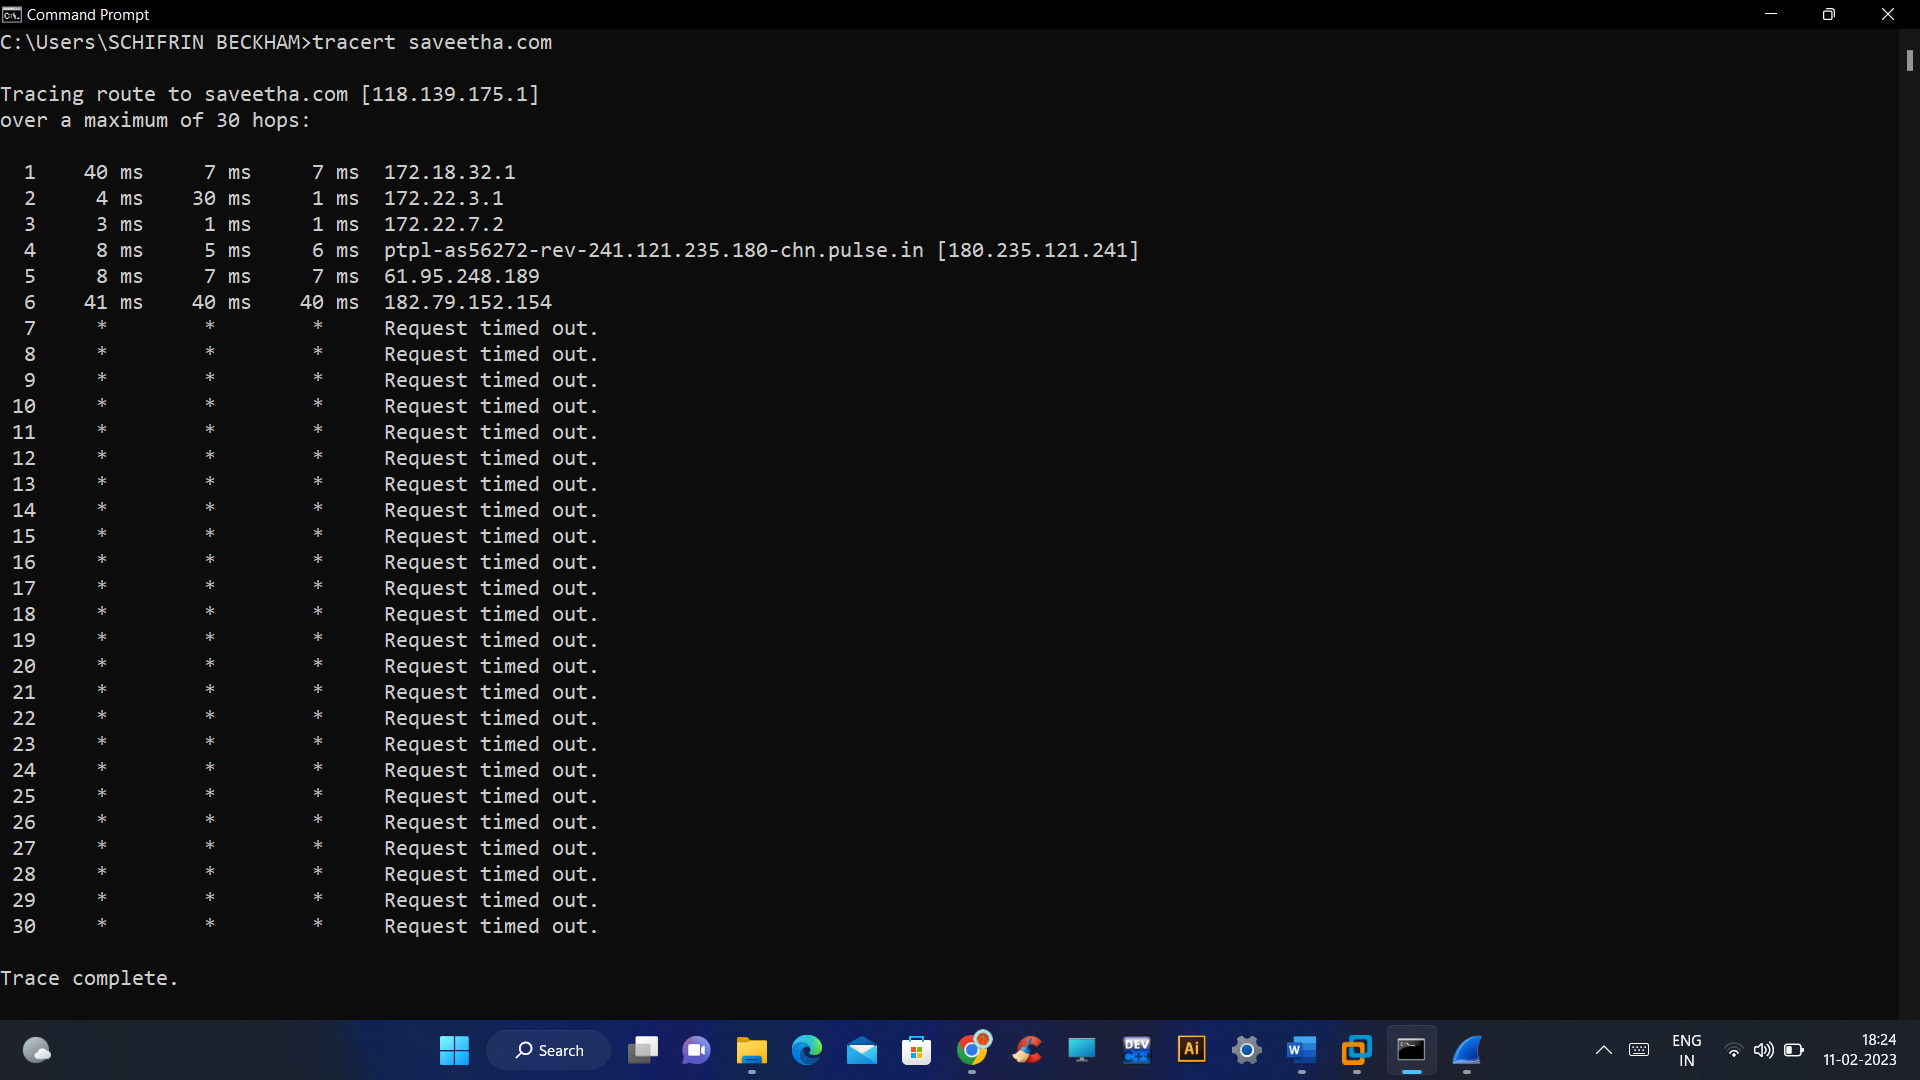 Command Prompt
C:\Users\SCHIFRIN BECKHAM>tracert saveetha.com
Tracing route to saveetha.com [118.139.175.1]
over a maximum of 30 hops:
1 40 ms 7 ms 7 ms 172.18.32.1
2 4 ms 30 ms 1 ms 172.22.3.1
3 3 ms 1 ms 1 ms 172.22.7.2
4 8 ms 5 ms 6 ms ptpl-as56272-rev-241.121.235.180-chn.pulse.in [180.235.121.241]
5 8 ms 7 ms 7 ms 61.95.248.189
6 41 ms 40 ms 40 ms 182.79.152.154
7 * * * Request timed out.
8 * * * Request timed out.
9 * * * Request timed out.
10 * * * Request timed out.
11 * * * Request timed out.
12 * * * Request timed out.
13 * * * Request timed out.
14 * * * Request timed out.
15 * * * Request timed out.
16 * * * Request timed out.
17 * * * Request timed out.
18 * * * Request timed out.
19 * * * Request timed out.
20 * * * Request timed out.
21 * * * Request timed out.
22 * * * Request timed out.
23 * * * Request timed out.
24 * * * Request timed out.
25 * * * Request timed out.
26 * * * Request timed out.
27 * * * Request timed out.
28 * * * Request timed out.
29 * * * Request timed out.
30 * * * Request timed out.
Trace complete.
Search
DEV
C++
Ai
W
ENG
IN
18:24
11-02-2023